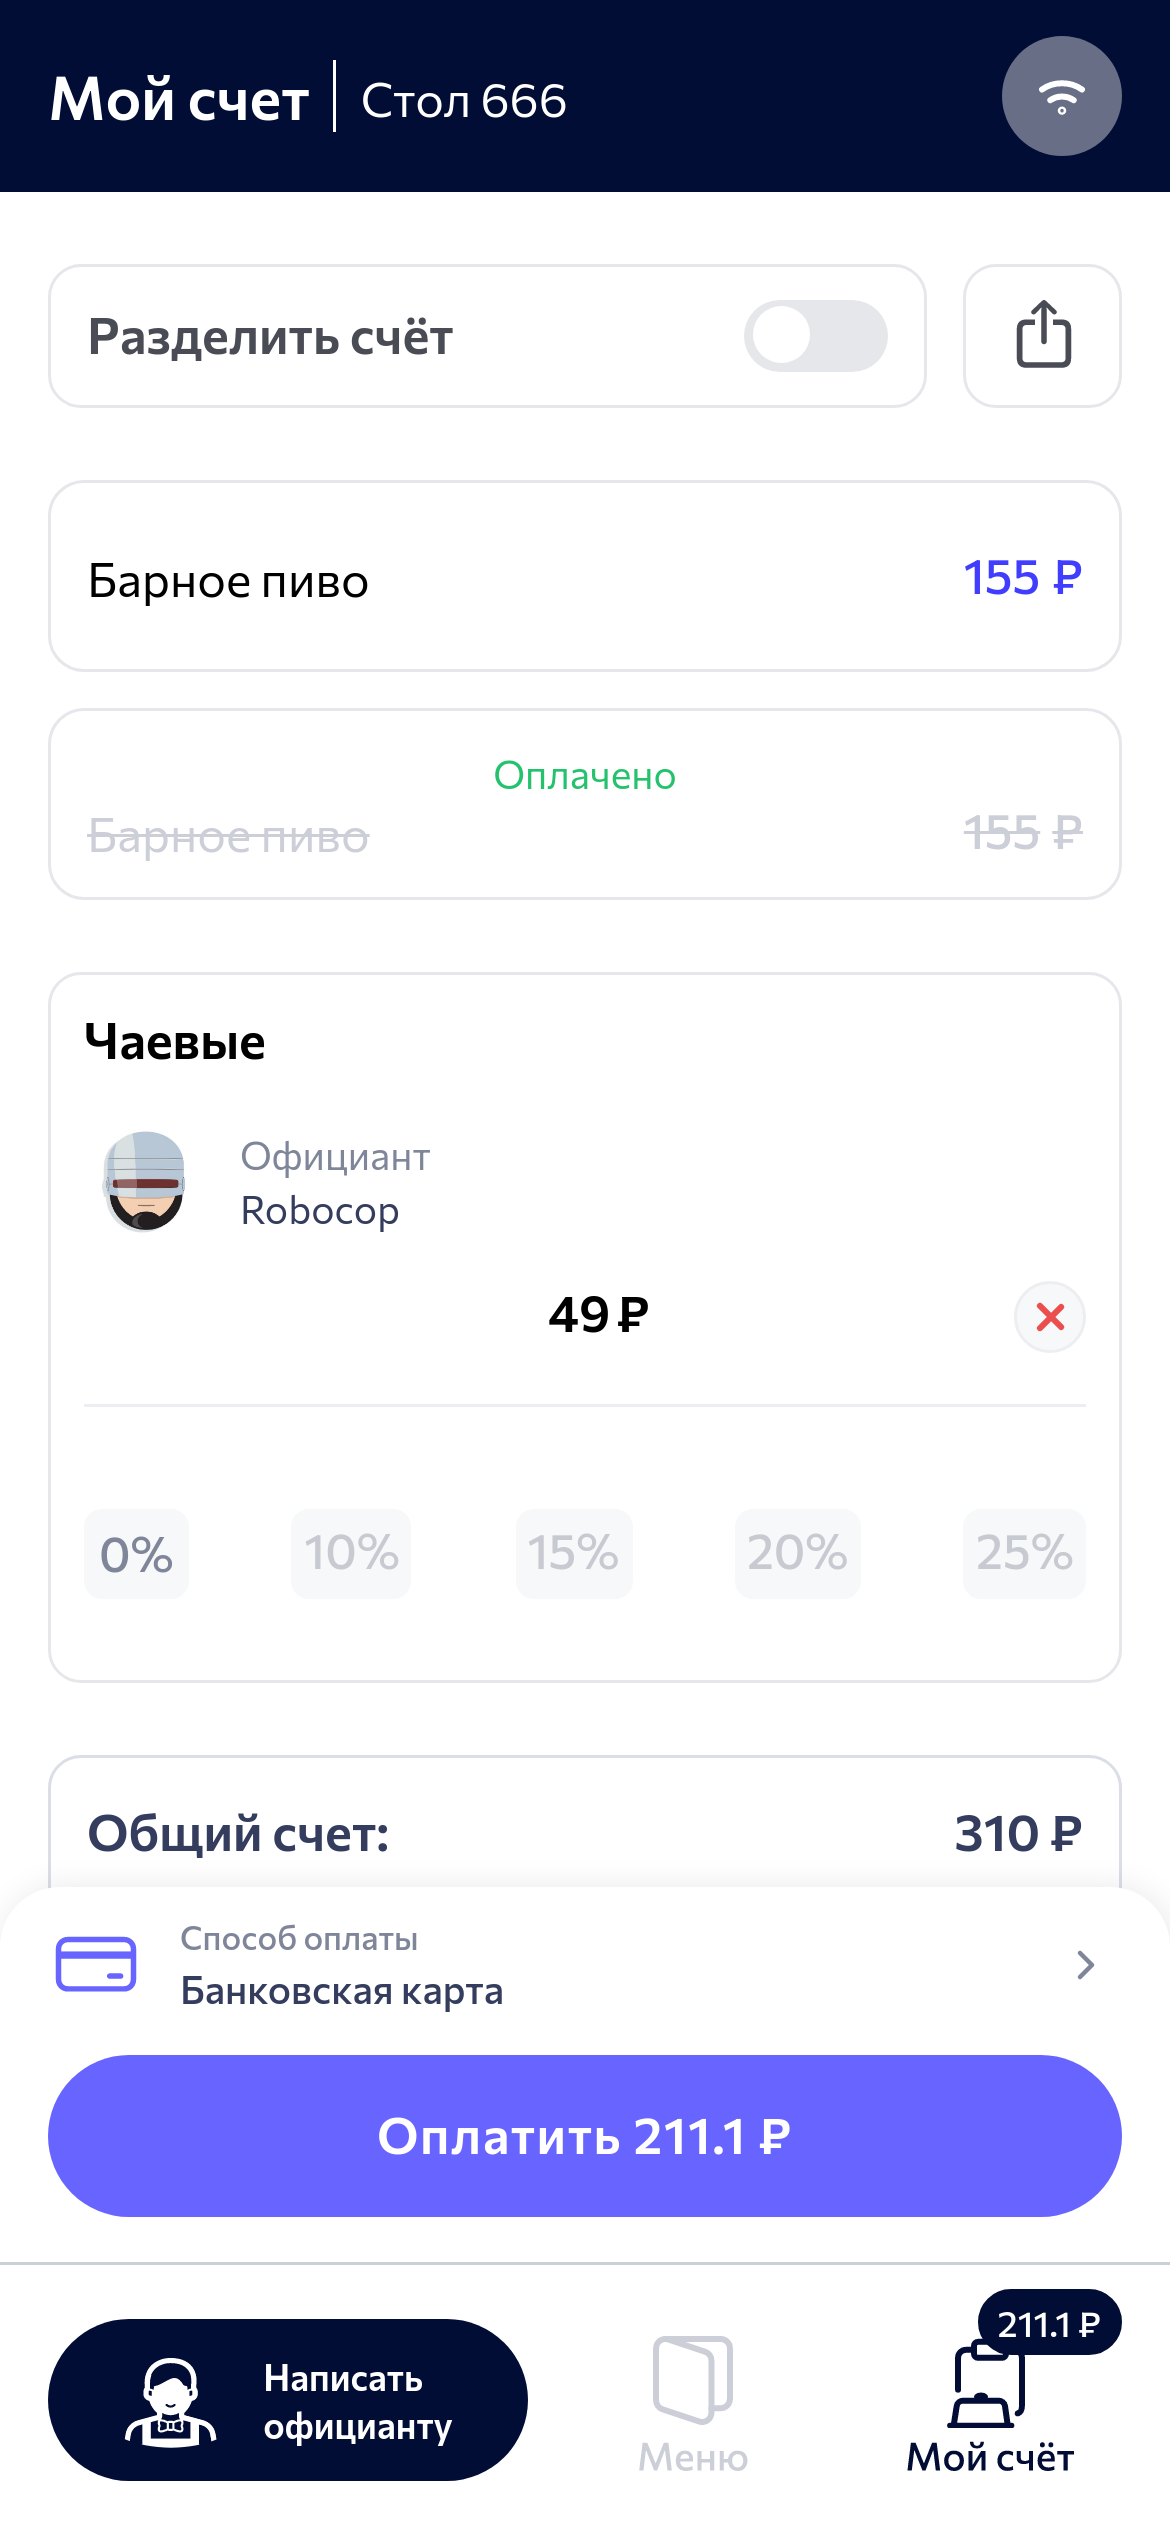 Мой счет
Стол 666
Разделить счёт
Барное пиво
155 ₽
Оплачено
Барное пиво
155 ₽
Чаевые
Официант
Robocop
49 ₽
0%
10%
15%
20%
25%
Общий счет:
310 ₽
Способ оплаты
Банковская карта
Оплатить 211.1 ₽
Написать
официанту
Меню
211.1 ₽
Мой счёт